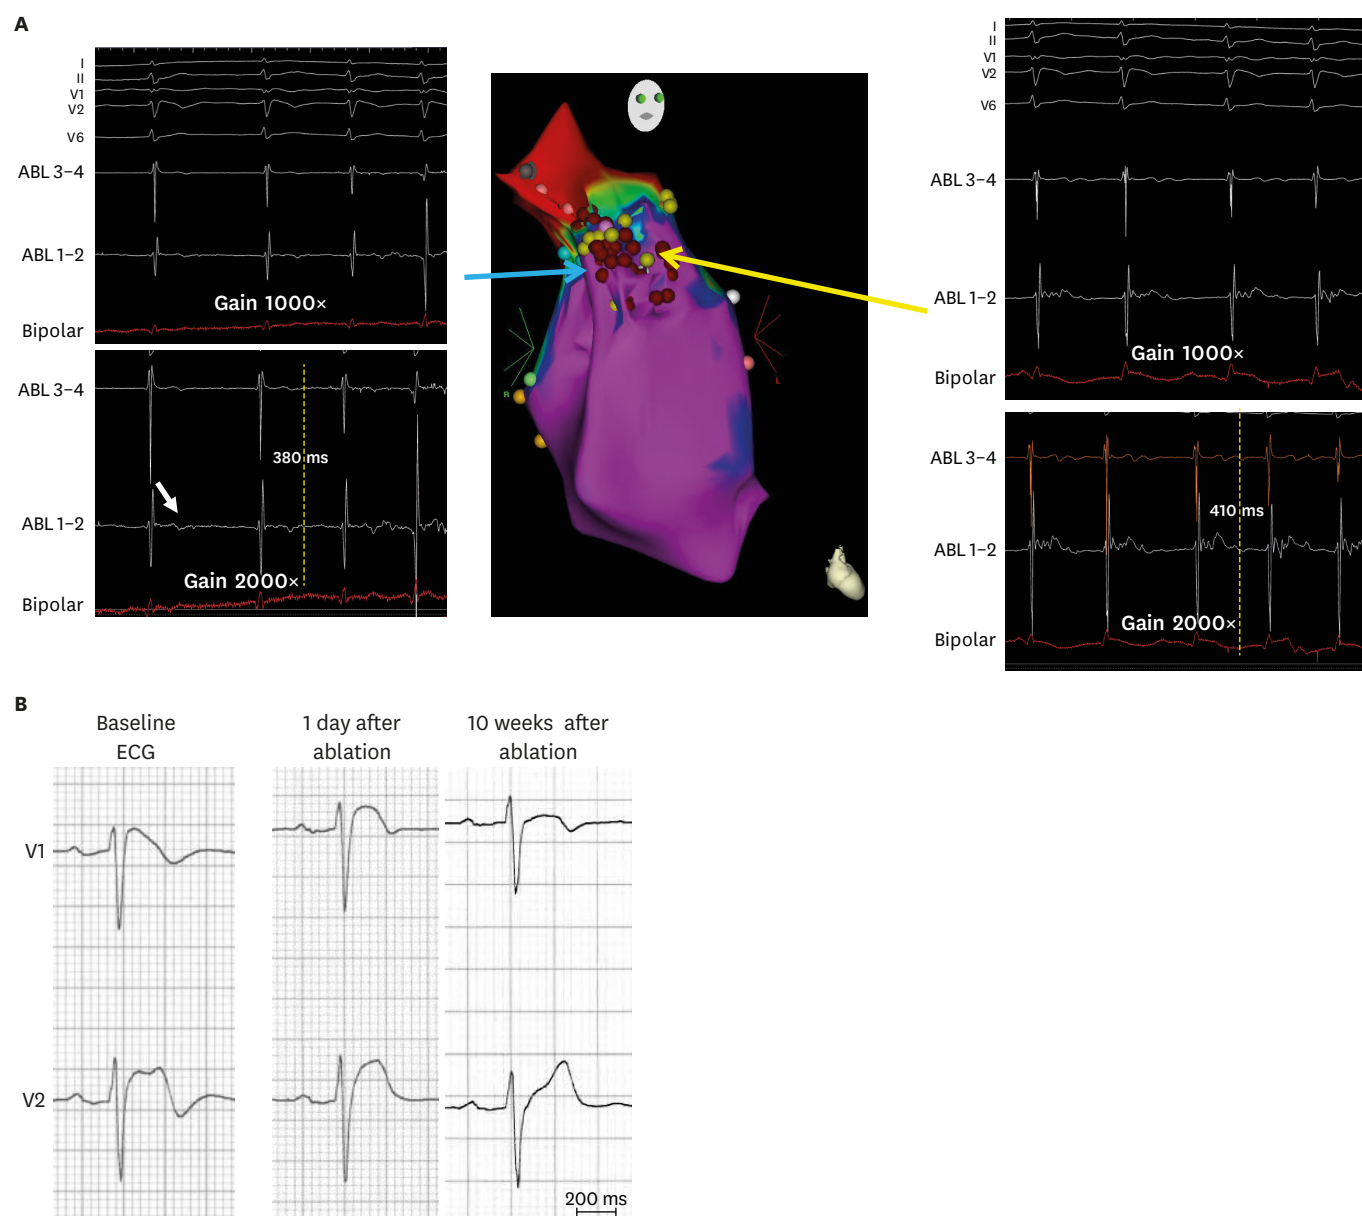 A
I
II
V1
V2
V6
ABL 3–4
ABL 1–2
Gain 1000×
Bipolar
ABL 3–4
380 ms
ABL 1–2
Gain 2000×
Bipolar
R
L
I
II
V1
V2
V6
ABL 3–4
ABL 1–2
Gain 1000×
Bipolar
ABL 3–4
410 ms
ABL 1–2
Gain 2000×
Bipolar
B
Baseline
ECG
1 day after
ablation
10 weeks after
ablation
V1
V2
200 ms